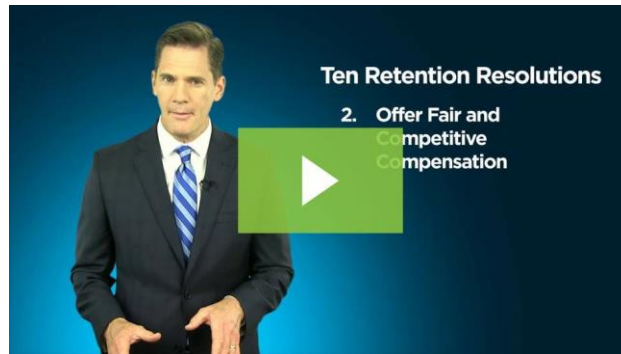 Ten Retention Resolutions
2. Offer Fair and
Competitive
Compensation